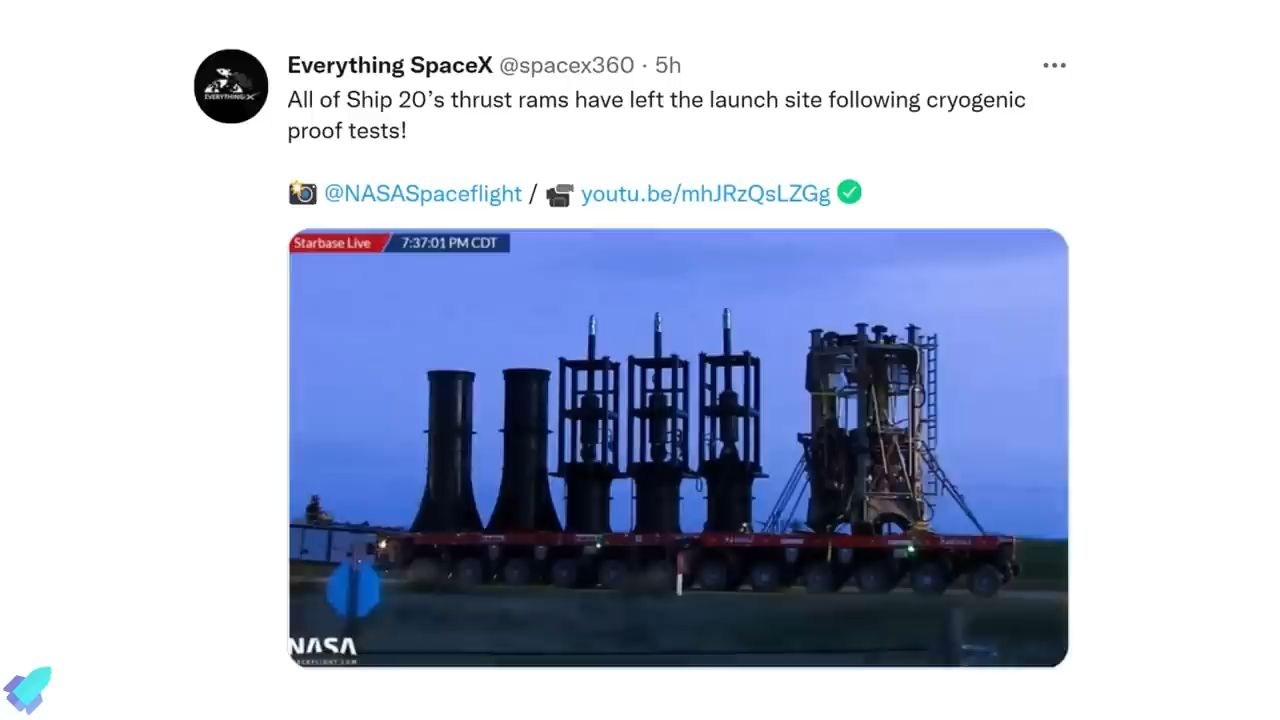 Everything SpaceX @spacex360 · 5h
All of Ship 20’s thrust rams have left the launch site following cryogenic
proof tests!
@NASASpaceflight / youtu.be/mhJRzQsLZGg
Starbase Live 7:37:01 PM CDT
NASA